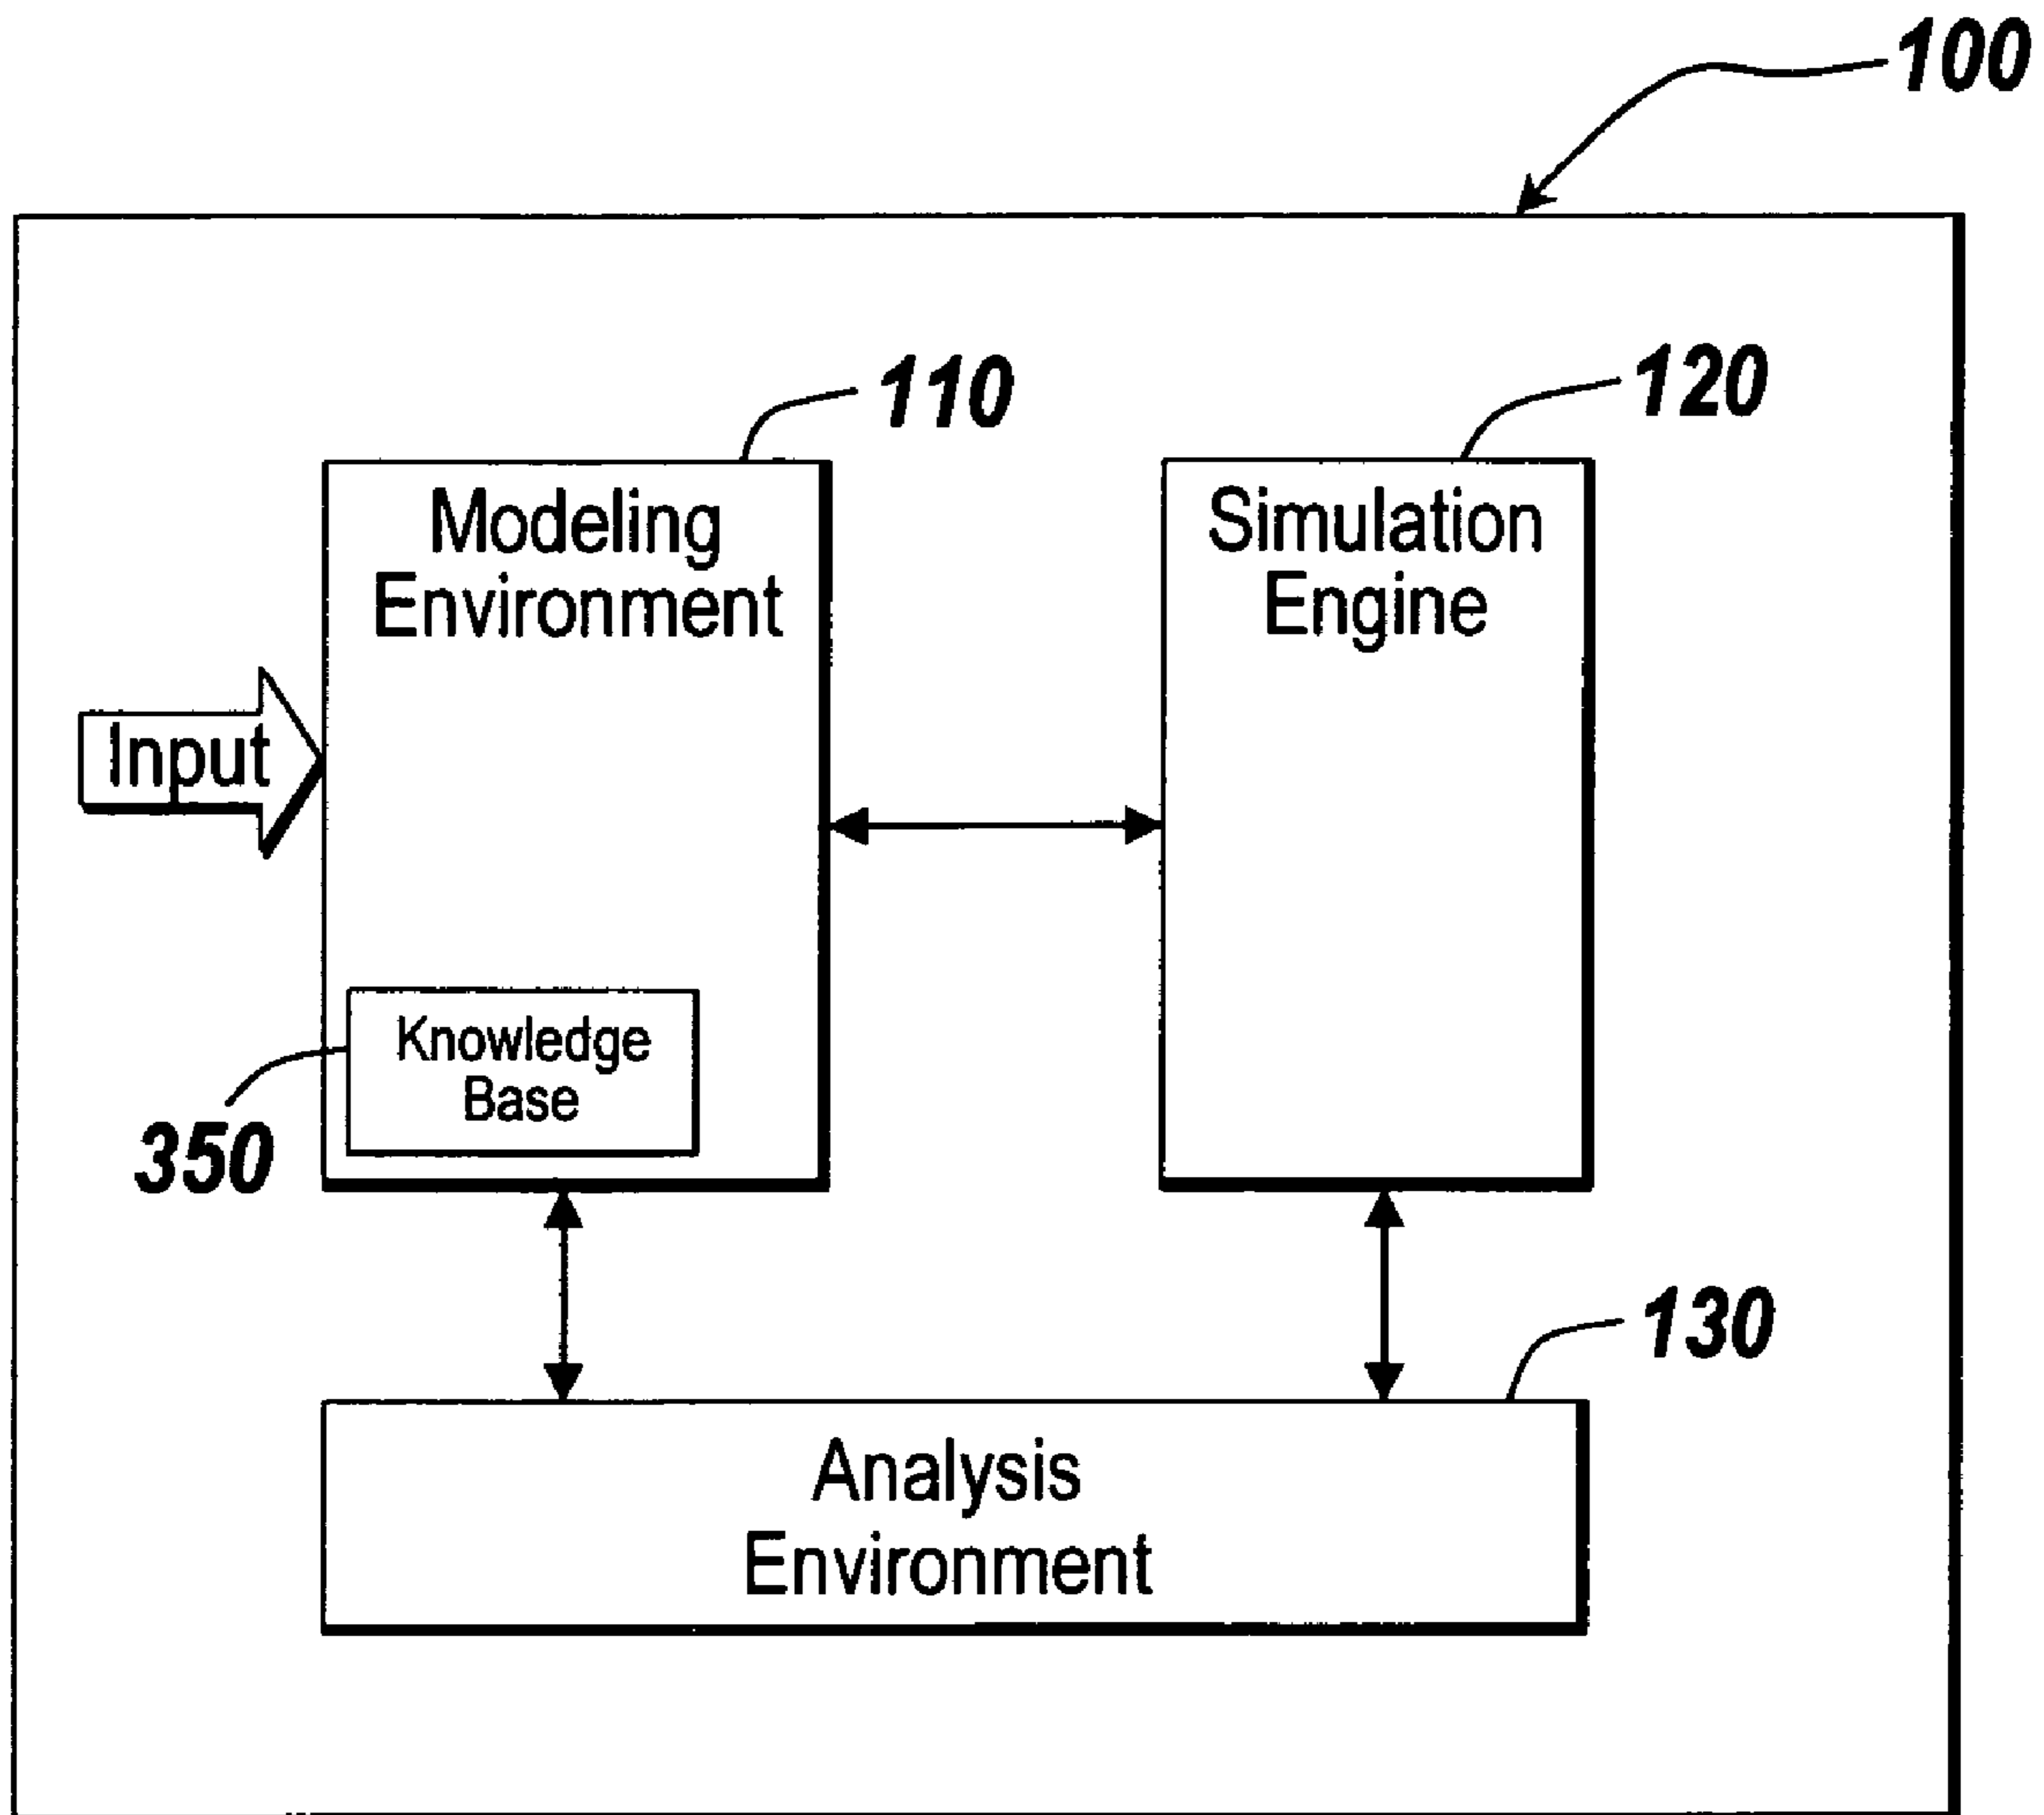 100
110
120
Modeling
Environment
Simulation
Engine
Input
Knowledge
Base
350
130
Analysis
Environment